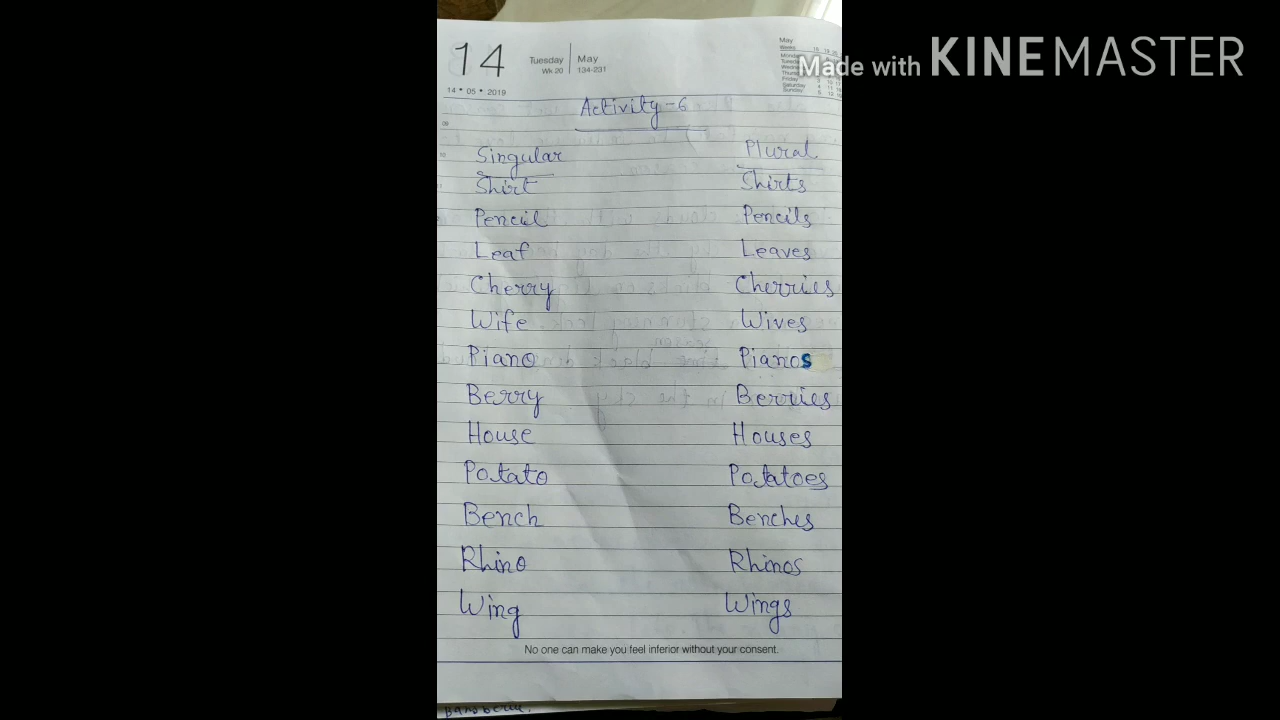 14 Tuesday May
Wk 20 134-231
14 • 05 • 2019
May
Made with KINEMASTER
Activity-6
Singular Plural
Shirt Shirts
Pencil Pencils
Leaf Leaves
Cherry Cherries
Wife Wives
Piano Pianos
Berry Berries
House Houses
Potato Potatoes
Bench Benches
Rhino Rhinos
Wing Wings
No one can make you feel inferior without your consent.